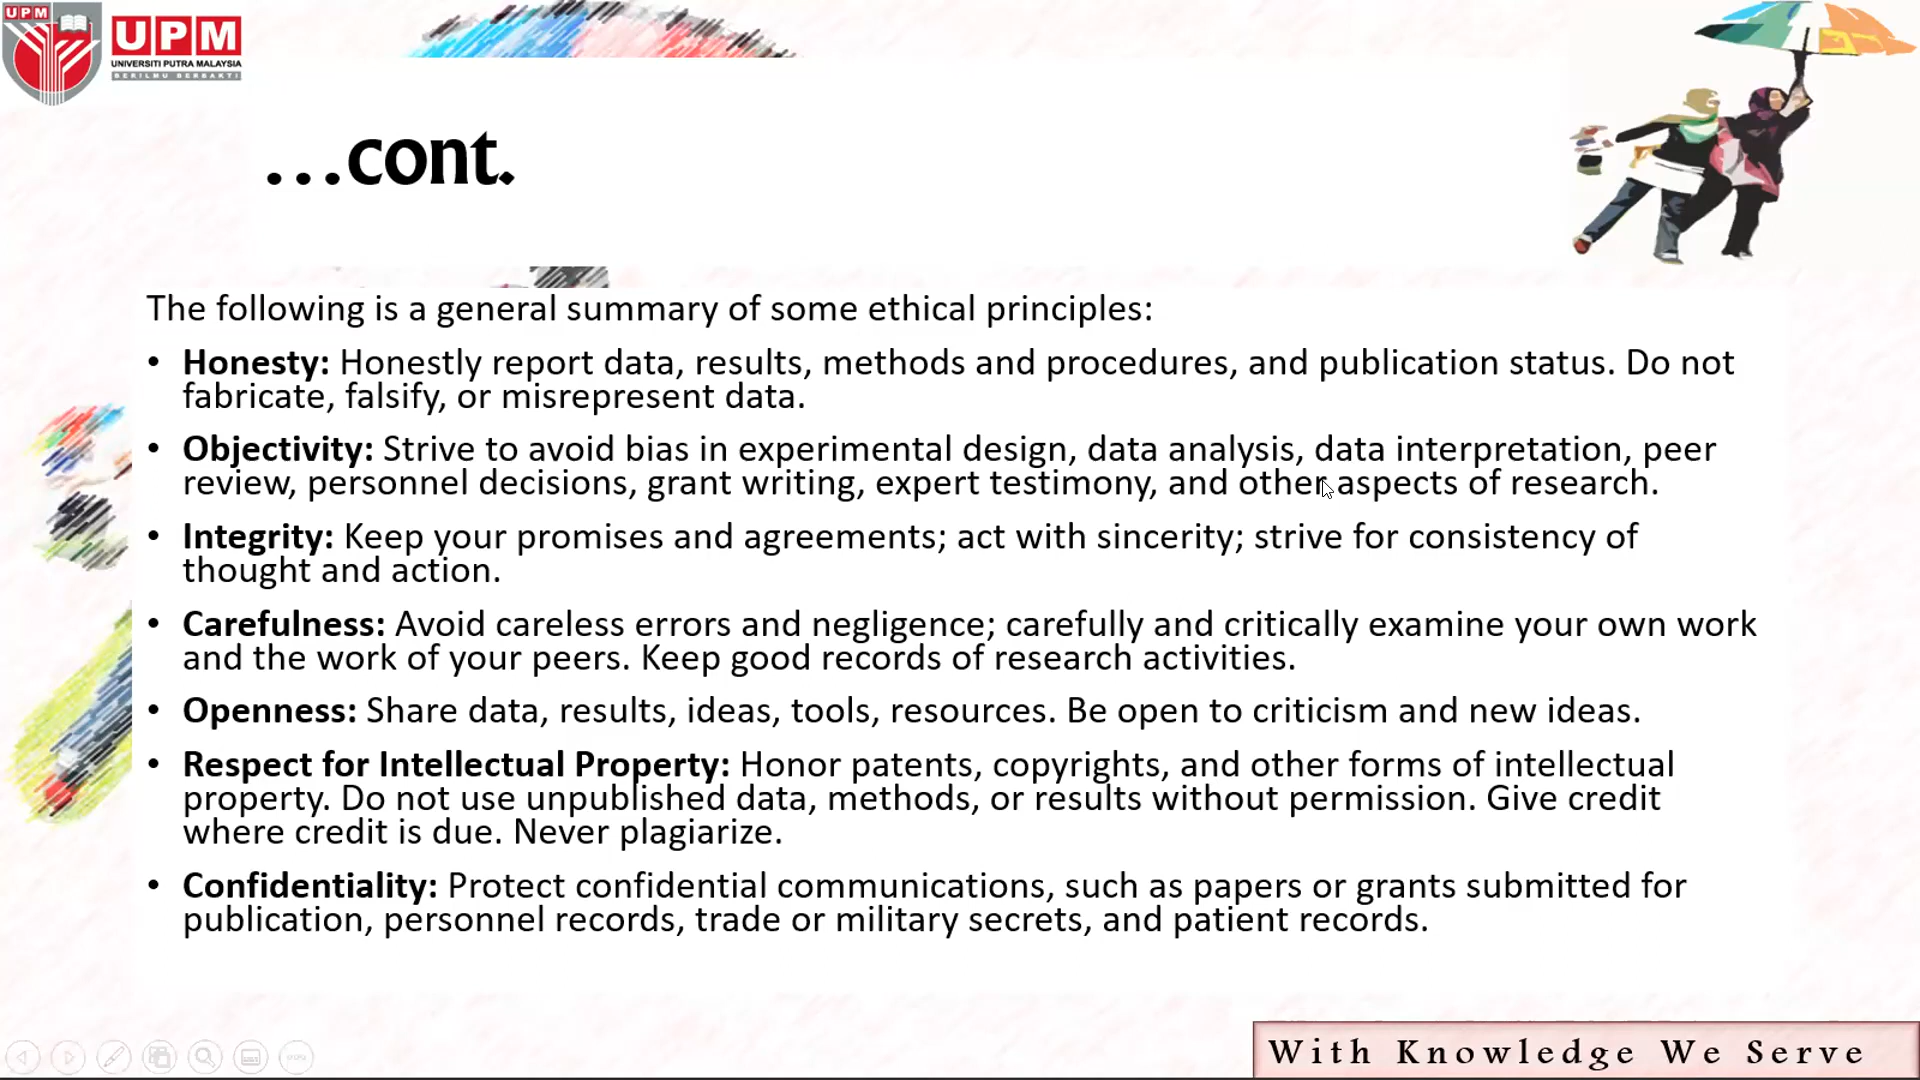 UPM
UPM
UNIVERSITI PUTRA MALAYSIA
BERILMU BERBAKTI
...cont.
The following is a general summary of some ethical principles:
• Honesty: Honestly report data, results, methods and procedures, and publication status. Do not
fabricate, falsify, or misrepresent data.
• Objectivity: Strive to avoid bias in experimental design, data analysis, data interpretation, peer
review, personnel decisions, grant writing, expert testimony, and other aspects of research.
• Integrity: Keep your promises and agreements; act with sincerity; strive for consistency of
thought and action.
• Carefulness: Avoid careless errors and negligence; carefully and critically examine your own work
and the work of your peers. Keep good records of research activities.
• Openness: Share data, results, ideas, tools, resources. Be open to criticism and new ideas.
• Respect for Intellectual Property: Honor patents, copyrights, and other forms of intellectual
property. Do not use unpublished data, methods, or results without permission. Give credit
where credit is due. Never plagiarize.
• Confidentiality: Protect confidential communications, such as papers or grants submitted for
publication, personnel records, trade or military secrets, and patient records.
With Knowledge We Serve